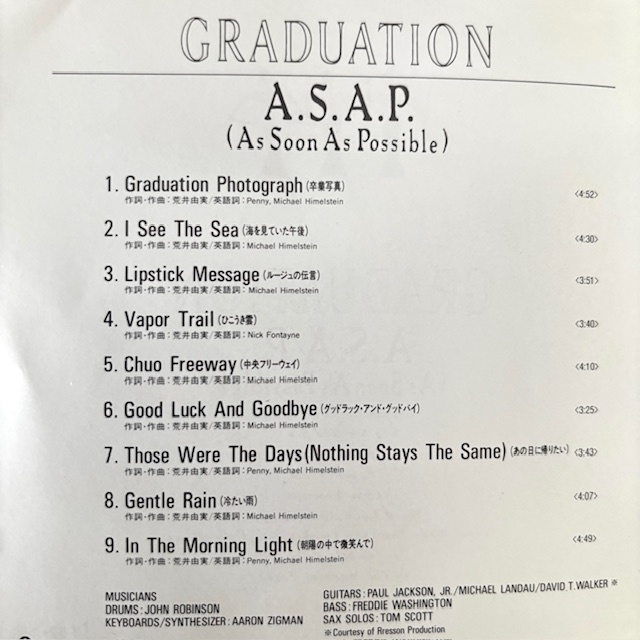 GRADUATION
A.S.A.P.
(As Soon As Possible)
1. Graduation Photograph (卒業写真) <4:52>
作詞・作曲：荒井由実/英語詞：Penny, Michael Himelstein
2. I See The Sea (海を見ていた午後) <4:30>
作詞・作曲：荒井由実/英語詞：Michael Himelstein
3. Lipstick Message (ルージュの伝言) <3:51>
作詞・作曲：荒井由実/英語詞：Michael Himelstein
4. Vapor Trail (ひこうき雲) <3:40>
作詞・作曲：荒井由実/英語詞：Nick Fontayne
5. Chuo Freeway (中央フリーウェイ) <4:10>
作詞・作曲：荒井由実/英語詞：Michael Himelstein
6. Good Luck And Goodbye (グッドラック・アンド・グッドバイ) <3:25>
作詞・作曲：荒井由実/英語詞：Michael Himelstein
7. Those Were The Days (Nothing Stays The Same) (あの日に帰りたい) <3:43>
作詞・作曲：荒井由実/英語詞：Penny, Michael Himelstein
8. Gentle Rain (冷たい雨) <4:07>
作詞・作曲：荒井由実/英語詞：Michael Himelstein
9. In The Morning Light (朝陽の中で微笑んで) <4:49>
作詞・作曲：荒井由実/英語詞：Penny, Michael Himelstein
MUSICIANS
DRUMS: JOHN ROBINSON
KEYBOARDS/SYNTHESIZER: AARON ZIGMAN
GUITARS: PAUL JACKSON, JR./MICHAEL LANDAU/DAVID T. WALKER ※
BASS: FREDDIE WASHINGTON
SAX SOLOS: TOM SCOTT
※Courtesy of Rresson Production